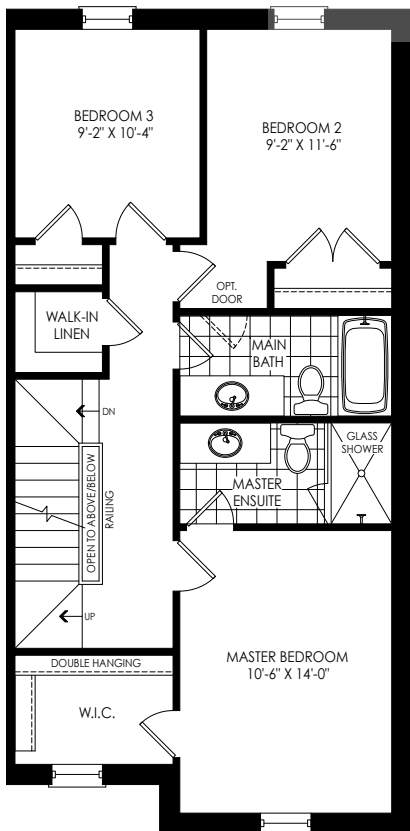 BEDROOM 3
9'-2" X 10'-4"
BEDROOM 2
9'-2" X 11'-6"
OPT.
DOOR
WALK-IN
LINEN
MAIN
BATH
DN
OPEN TO ABOVE/BELOW
RAILING
GLASS
SHOWER
MASTER
ENSUITE
UP
DOUBLE HANGING
W.I.C.
MASTER BEDROOM
10'-6" X 14'-0"